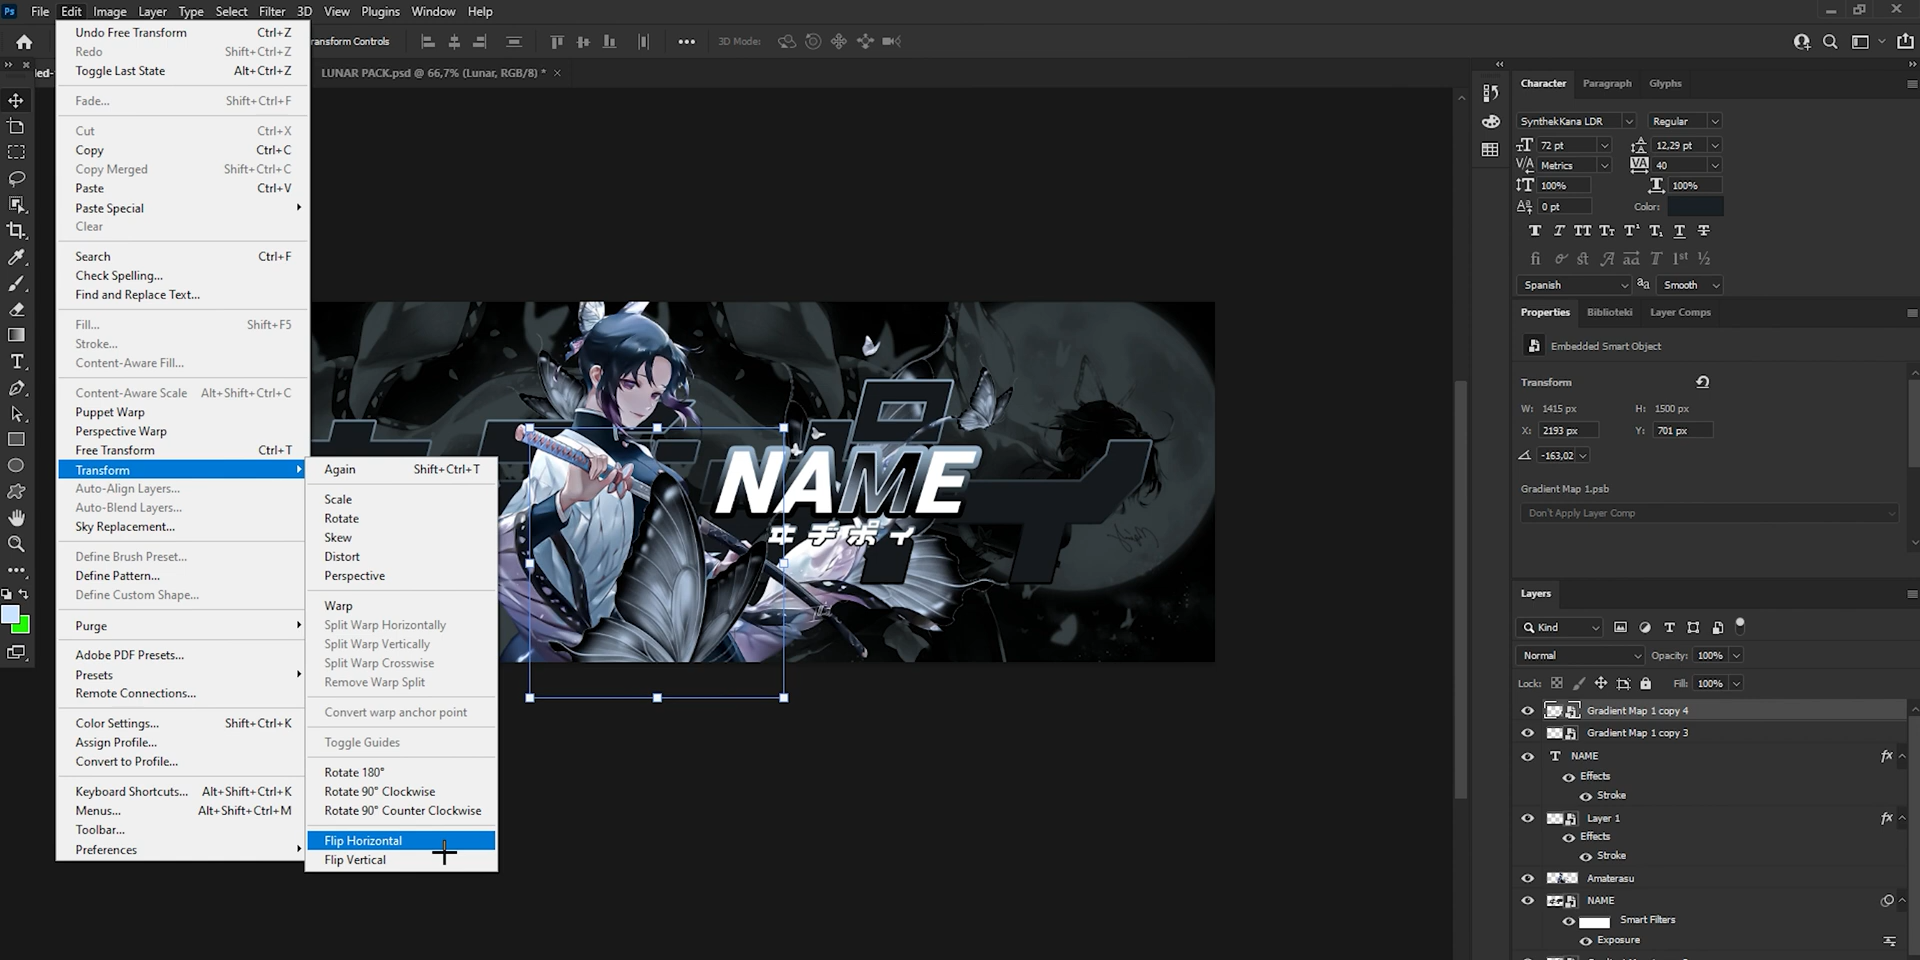 Ps File Edit Image Layer Type Select Filter 3D View Plugins Window Help
ransform Controls 3D Mode:
led- LUNAR PACK.psd @ 66,7% (Lunar, RGB/8) * ×
Undo Free Transform Ctrl+Z
Redo Shift+Ctrl+Z
Toggle Last State Alt+Ctrl+Z
Fade... Shift+Ctrl+F
Cut Ctrl+X
Copy Ctrl+C
Copy Merged Shift+Ctrl+C
Paste Ctrl+V
Paste Special
Clear
Search Ctrl+F
Check Spelling...
Find and Replace Text...
Fill... Shift+F5
Stroke...
Content-Aware Fill...
Content-Aware Scale Alt+Shift+Ctrl+C
Puppet Warp
Perspective Warp
Free Transform Ctrl+T
Transform
Auto-Align Layers...
Auto-Blend Layers...
Sky Replacement...
Define Brush Preset...
Define Pattern...
Define Custom Shape...
Purge
Adobe PDF Presets...
Presets
Remote Connections...
Color Settings... Shift+Ctrl+K
Assign Profile...
Convert to Profile...
Keyboard Shortcuts... Alt+Shift+Ctrl+K
Menus... Alt+Shift+Ctrl+M
Toolbar...
Preferences
Again Shift+Ctrl+T
Scale
Rotate
Skew
Distort
Perspective
Warp
Split Warp Horizontally
Split Warp Vertically
Split Warp Crosswise
Remove Warp Split
Convert warp anchor point
Toggle Guides
Rotate 180°
Rotate 90° Clockwise
Rotate 90° Counter Clockwise
Flip Horizontal
Flip Vertical
NAME
エヂポィ
Character Paragraph Glyphs
SynthekKana LDR Regular
72 pt 12,29 pt
Metrics 40
100% 100%
0 pt Color:
Spanish aa Smooth
Properties Biblioteki Layer Comps
Embedded Smart Object
Transform
W: 1415 px H: 1500 px
X: 2193 px Y: 701 px
-163,02
Gradient Map 1.psb
Don't Apply Layer Comp
Layers
Kind
Normal Opacity: 100%
Lock: Fill: 100%
Gradient Map 1 copy 4
Gradient Map 1 copy 3
T NAME fx
Effects
Stroke
Layer 1 fx
Effects
Stroke
Amaterasu
NAME
Smart Filters
Exposure